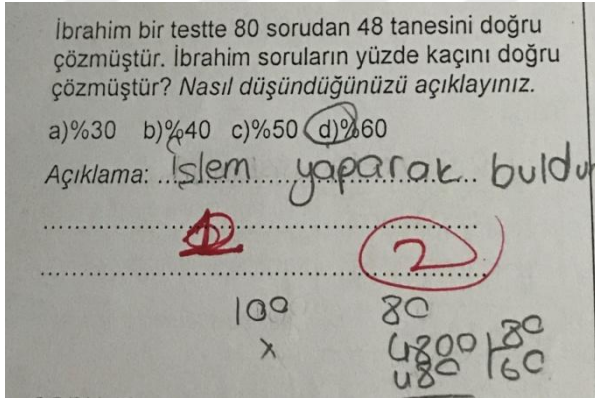 İbrahim bir testte 80 sorudan 48 tanesini doğru
çözmüştür. İbrahim soruların yüzde kaçını doğru
çözmüştür? Nasıl düşündüğünüzü açıklayınız.
a)%30 b)%40 c)%50 d)%60
Açıklama: ..İşlem yaparak buldu
2
100 80
x 4800 80
480 60